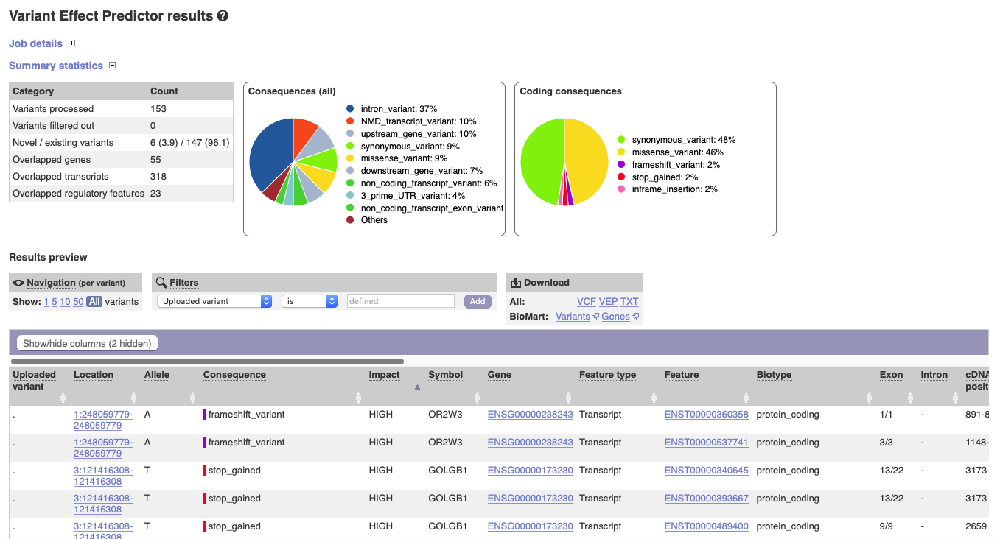 Variant Effect Predictor results ?
Job details +
Summary statistics −
Category Count
Variants processed 153
Variants filtered out 0
Novel / existing variants 6 (3.9) / 147 (96.1)
Overlapped genes 55
Overlapped transcripts 318
Overlapped regulatory features 23
Consequences (all)
intron_variant: 37%
NMD_transcript_variant: 10%
upstream_gene_variant: 10%
synonymous_variant: 9%
missense_variant: 9%
downstream_gene_variant: 7%
non_coding_transcript_variant: 6%
3_prime_UTR_variant: 4%
non_coding_transcript_exon_variant
Others
Coding consequences
synonymous_variant: 48%
missense_variant: 46%
frameshift_variant: 2%
stop_gained: 2%
inframe_insertion: 2%
Results preview
Navigation (per variant)
Show: 1 5 10 50 All variants
Filters
Uploaded variant is defined Add
Download
All: VCF VEP TXT
BioMart: Variants Genes
Show/hide columns (2 hidden)
Uploaded variant Location Allele Consequence Impact Symbol Gene Feature type Feature Biotype Exon Intron cDNA posit
. 1:248059779-248059779 A frameshift_variant HIGH OR2W3 ENSG00000238243 Transcript ENST00000360358 protein_coding 1/1 - 891-8
. 1:248059779-248059779 A frameshift_variant HIGH OR2W3 ENSG00000238243 Transcript ENST00000537741 protein_coding 3/3 - 1148-
. 3:121416308-121416308 T stop_gained HIGH GOLGB1 ENSG00000173230 Transcript ENST00000340645 protein_coding 13/22 - 3173
. 3:121416308-121416308 T stop_gained HIGH GOLGB1 ENSG00000173230 Transcript ENST00000393667 protein_coding 13/22 - 3173
. 3:121416308-121416308 T stop_gained HIGH GOLGB1 ENSG00000173230 Transcript ENST00000489400 protein_coding 9/9 - 2659